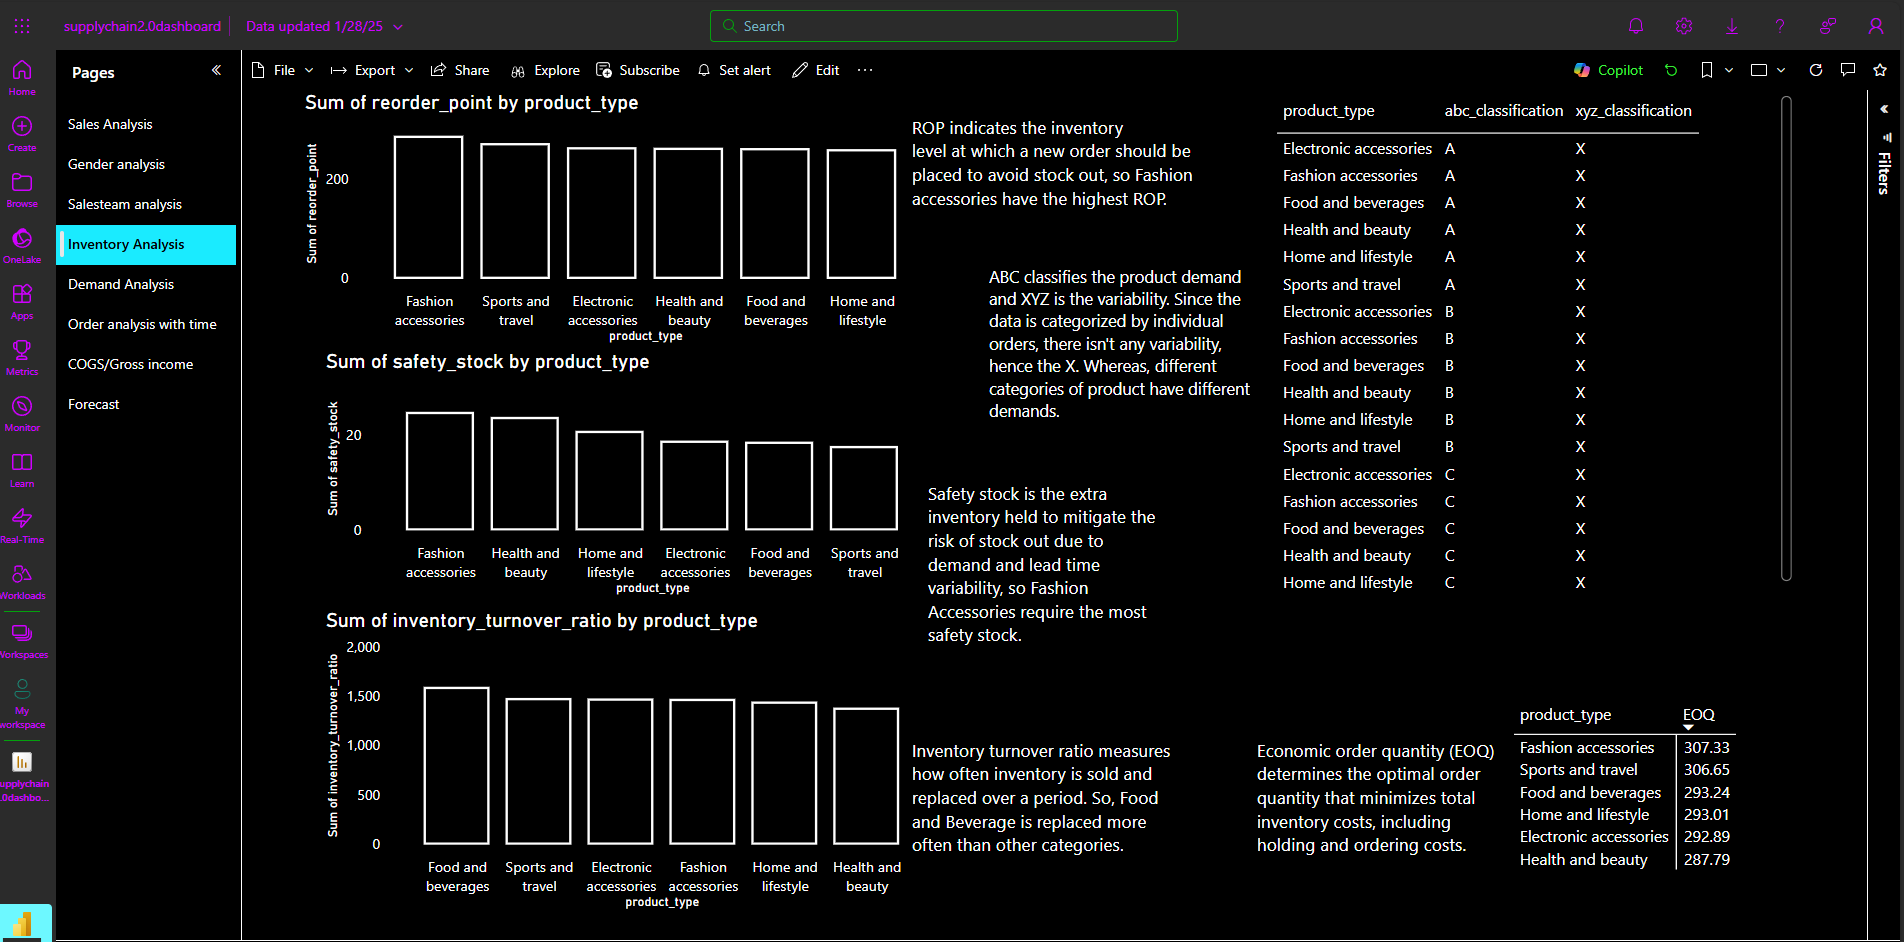 supplychain2.0dashboard
Data updated 1/28/25
Search
Home
Create
Browse
OneLake
Apps
Metrics
Monitor
Learn
Real-Time
Workloads
Workspaces
My
workspace
upplychain
.0dashbo...
Pages
Sales Analysis
Gender analysis
Salesteam analysis
Inventory Analysis
Demand Analysis
Order analysis with time
COGS/Gross income
Forecast
File Export Share Explore Subscribe Set alert Edit ...
Copilot
Filters
Sum of reorder_point by product_type
Sum of reorder_point
200
0
Fashion accessories
Sports and travel
Electronic accessories
Health and beauty
Food and beverages
Home and lifestyle
product_type
ROP indicates the inventory
level at which a new order should be
placed to avoid stock out, so Fashion
accessories have the highest ROP.
Sum of safety_stock by product_type
Sum of safety_stock
20
0
Fashion accessories
Health and beauty
Home and lifestyle
Electronic accessories
Food and beverages
Sports and travel
product_type
ABC classifies the product demand
and XYZ is the variability. Since the
data is categorized by individual
orders, there isn't any variability,
hence the X. Whereas, different
categories of product have different
demands.
Safety stock is the extra
inventory held to mitigate the
risk of stock out due to
demand and lead time
variability, so Fashion
Accessories require the most
safety stock.
Sum of inventory_turnover_ratio by product_type
Sum of inventory_turnover_ratio
2,000
1,500
1,000
500
0
Food and beverages
Sports and travel
Electronic accessories
Fashion accessories
Home and lifestyle
Health and beauty
product_type
Inventory turnover ratio measures
how often inventory is sold and
replaced over a period. So, Food
and Beverage is replaced more
often than other categories.
product_type abc_classification xyz_classification
Electronic accessories A X
Fashion accessories A X
Food and beverages A X
Health and beauty A X
Home and lifestyle A X
Sports and travel A X
Electronic accessories B X
Fashion accessories B X
Food and beverages B X
Health and beauty B X
Home and lifestyle B X
Sports and travel B X
Electronic accessories C X
Fashion accessories C X
Food and beverages C X
Health and beauty C X
Home and lifestyle C X
Economic order quantity (EOQ)
determines the optimal order
quantity that minimizes total
inventory costs, including
holding and ordering costs.
product_type EOQ
Fashion accessories 307.33
Sports and travel 306.65
Food and beverages 293.24
Home and lifestyle 293.01
Electronic accessories 292.89
Health and beauty 287.79